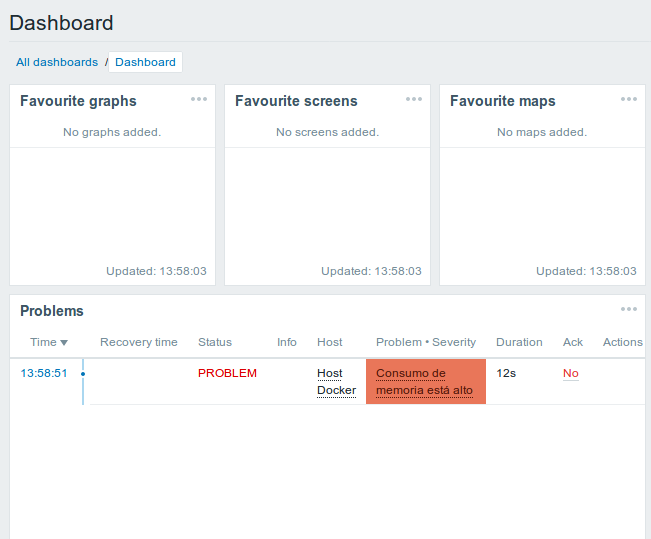 Dashboard
All dashboards / Dashboard
Favourite graphs
No graphs added.
Updated: 13:58:03
Favourite screens
No screens added.
Updated: 13:58:03
Favourite maps
No maps added.
Updated: 13:58:03
Problems
Time Recovery time Status Info Host Problem • Severity Duration Ack Actions
13:58:51 PROBLEM Host Consumo de 12s No
Docker memoria está alto